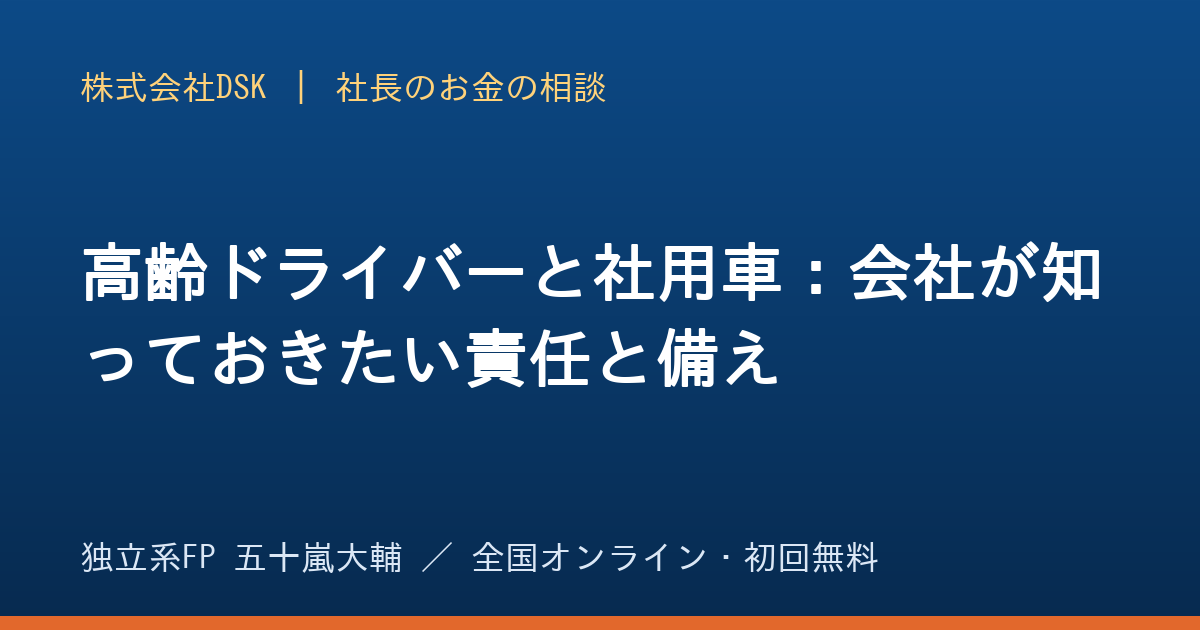 株式会社DSK ｜ 社長のお金の相談
高齢ドライバーと社用車：会社が知
っておきたい責任と備え
独立系FP 五十嵐大輔 ／ 全国オンライン・初回無料